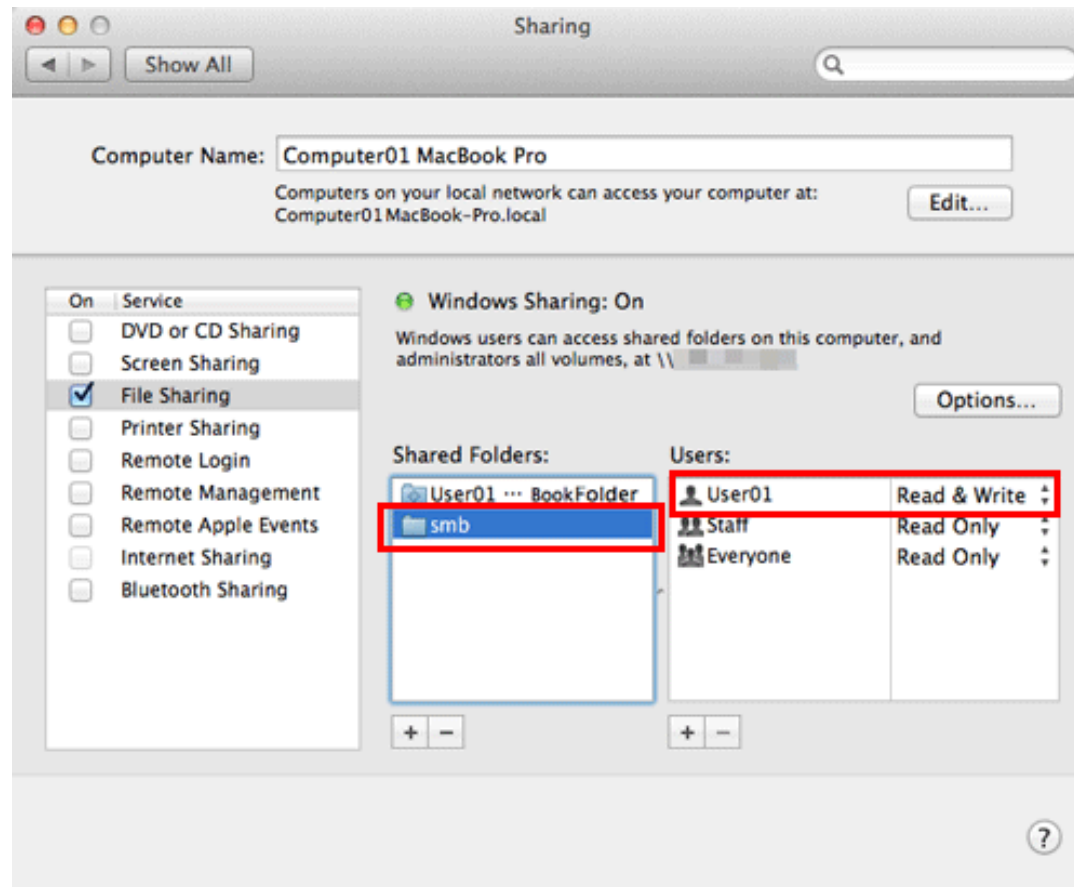 Sharing
Show All
Computer Name: Computer01 MacBook Pro
Computers on your local network can access your computer at:
Computer01MacBook-Pro.local
Edit...
On Service
DVD or CD Sharing
Screen Sharing
File Sharing
Printer Sharing
Remote Login
Remote Management
Remote Apple Events
Internet Sharing
Bluetooth Sharing
Windows Sharing: On
Windows users can access shared folders on this computer, and
administrators all volumes, at \\
Options...
Shared Folders:
User01 ··· BookFolder
smb
Users:
User01 Read & Write
Staff Read Only
Everyone Read Only
+ −
+ −
?